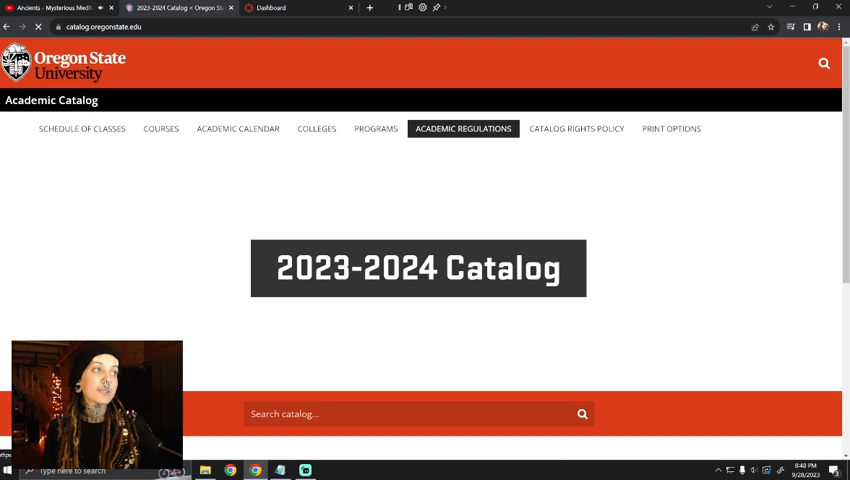 Ancients - Mysterious Medit
2023-2024 Catalog < Oregon St
Dashboard
catalog.oregonstate.edu
Oregon State
University
Academic Catalog
SCHEDULE OF CLASSES COURSES ACADEMIC CALENDAR COLLEGES PROGRAMS ACADEMIC REGULATIONS CATALOG RIGHTS POLICY PRINT OPTIONS
2023-2024 Catalog
Search catalog...
https
Type here to search
8:48 PM
9/28/2023